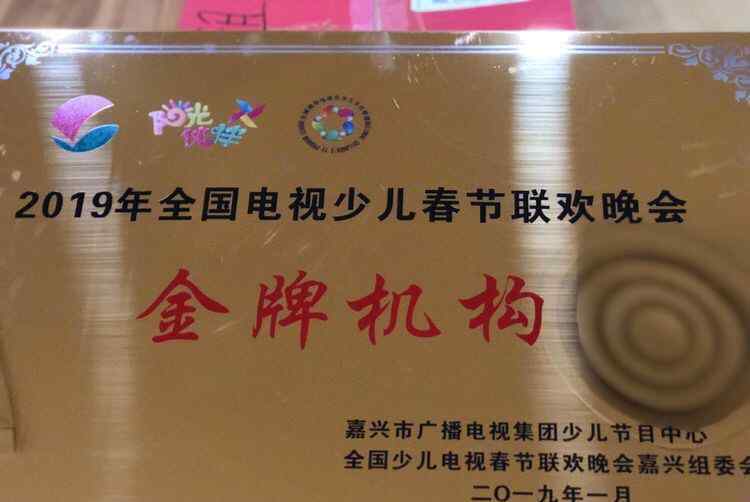 阳光
2019年全国电视少儿春节联欢晚会
金牌机构
嘉兴市广播电视集团少儿节目中心
全国少儿电视春节联欢晚会嘉兴组委会
二〇一九年一月